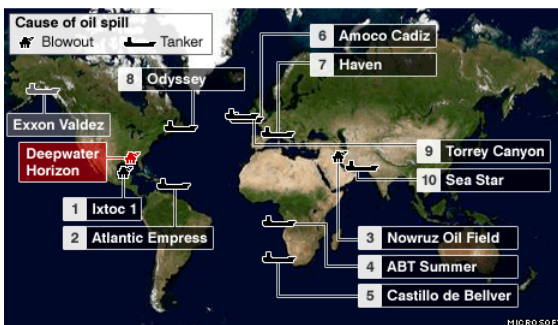 Cause of oil spill
Blowout Tanker
6 Amoco Cadiz
7 Haven
8 Odyssey
Exxon Valdez
Deepwater
Horizon
9 Torrey Canyon
10 Sea Star
1 Ixtoc 1
2 Atlantic Empress
3 Nowruz Oil Field
4 ABT Summer
5 Castillo de Bellver
MICROSOFT